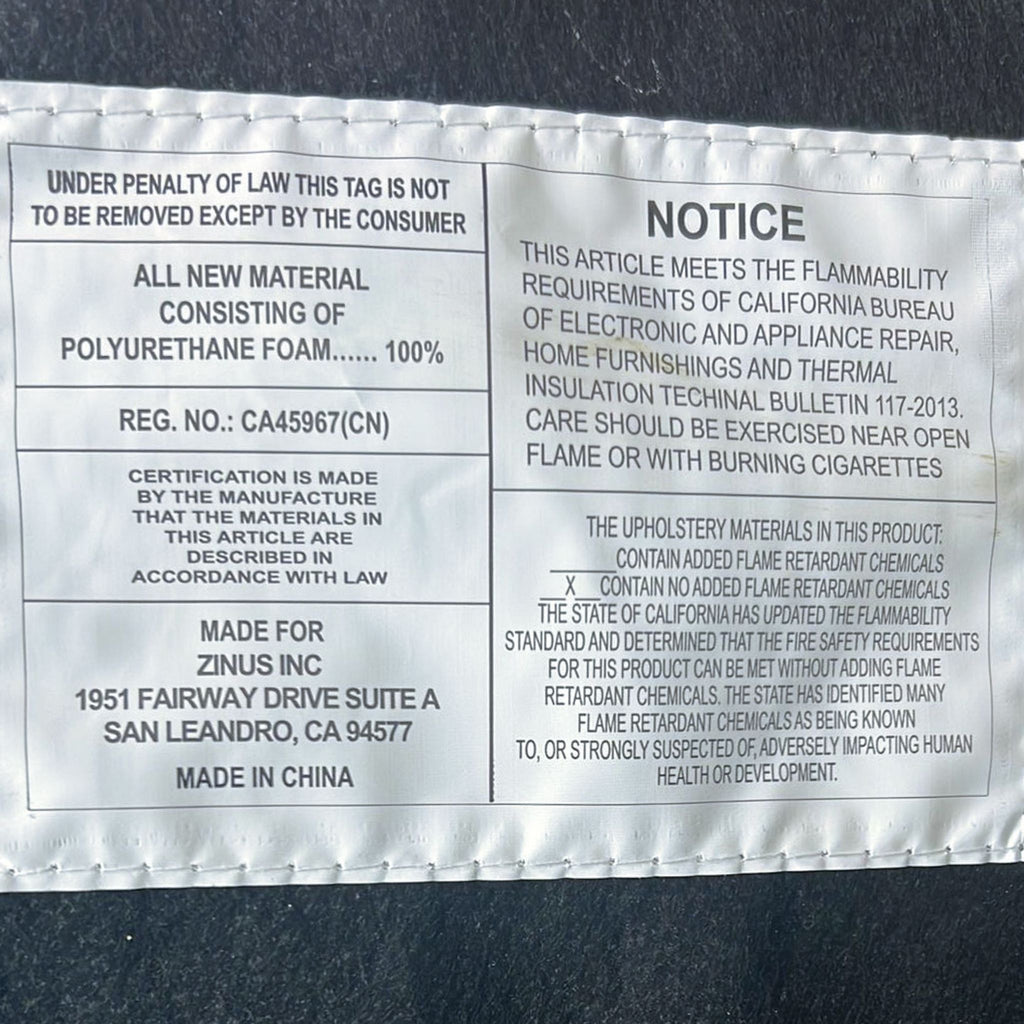 UNDER PENALTY OF LAW THIS TAG IS NOT
TO BE REMOVED EXCEPT BY THE CONSUMER
ALL NEW MATERIAL
CONSISTING OF
POLYURETHANE FOAM...... 100%
REG. NO.: CA45967(CN)
CERTIFICATION IS MADE
BY THE MANUFACTURE
THAT THE MATERIALS IN
THIS ARTICLE ARE
DESCRIBED IN
ACCORDANCE WITH LAW
MADE FOR
ZINUS INC
1951 FAIRWAY DRIVE SUITE A
SAN LEANDRO, CA 94577
MADE IN CHINA
NOTICE
THIS ARTICLE MEETS THE FLAMMABILITY
REQUIREMENTS OF CALIFORNIA BUREAU
OF ELECTRONIC AND APPLIANCE REPAIR,
HOME FURNISHINGS AND THERMAL
INSULATION TECHINAL BULLETIN 117-2013.
CARE SHOULD BE EXERCISED NEAR OPEN
FLAME OR WITH BURNING CIGARETTES
THE UPHOLSTERY MATERIALS IN THIS PRODUCT:
______CONTAIN ADDED FLAME RETARDANT CHEMICALS
__X__CONTAIN NO ADDED FLAME RETARDANT CHEMICALS
THE STATE OF CALIFORNIA HAS UPDATED THE FLAMMABILITY
STANDARD AND DETERMINED THAT THE FIRE SAFETY REQUIREMENTS
FOR THIS PRODUCT CAN BE MET WITHOUT ADDING FLAME
RETARDANT CHEMICALS. THE STATE HAS IDENTIFIED MANY
FLAME RETARDANT CHEMICALS AS BEING KNOWN
TO, OR STRONGLY SUSPECTED OF, ADVERSELY IMPACTING HUMAN
HEALTH OR DEVELOPMENT.